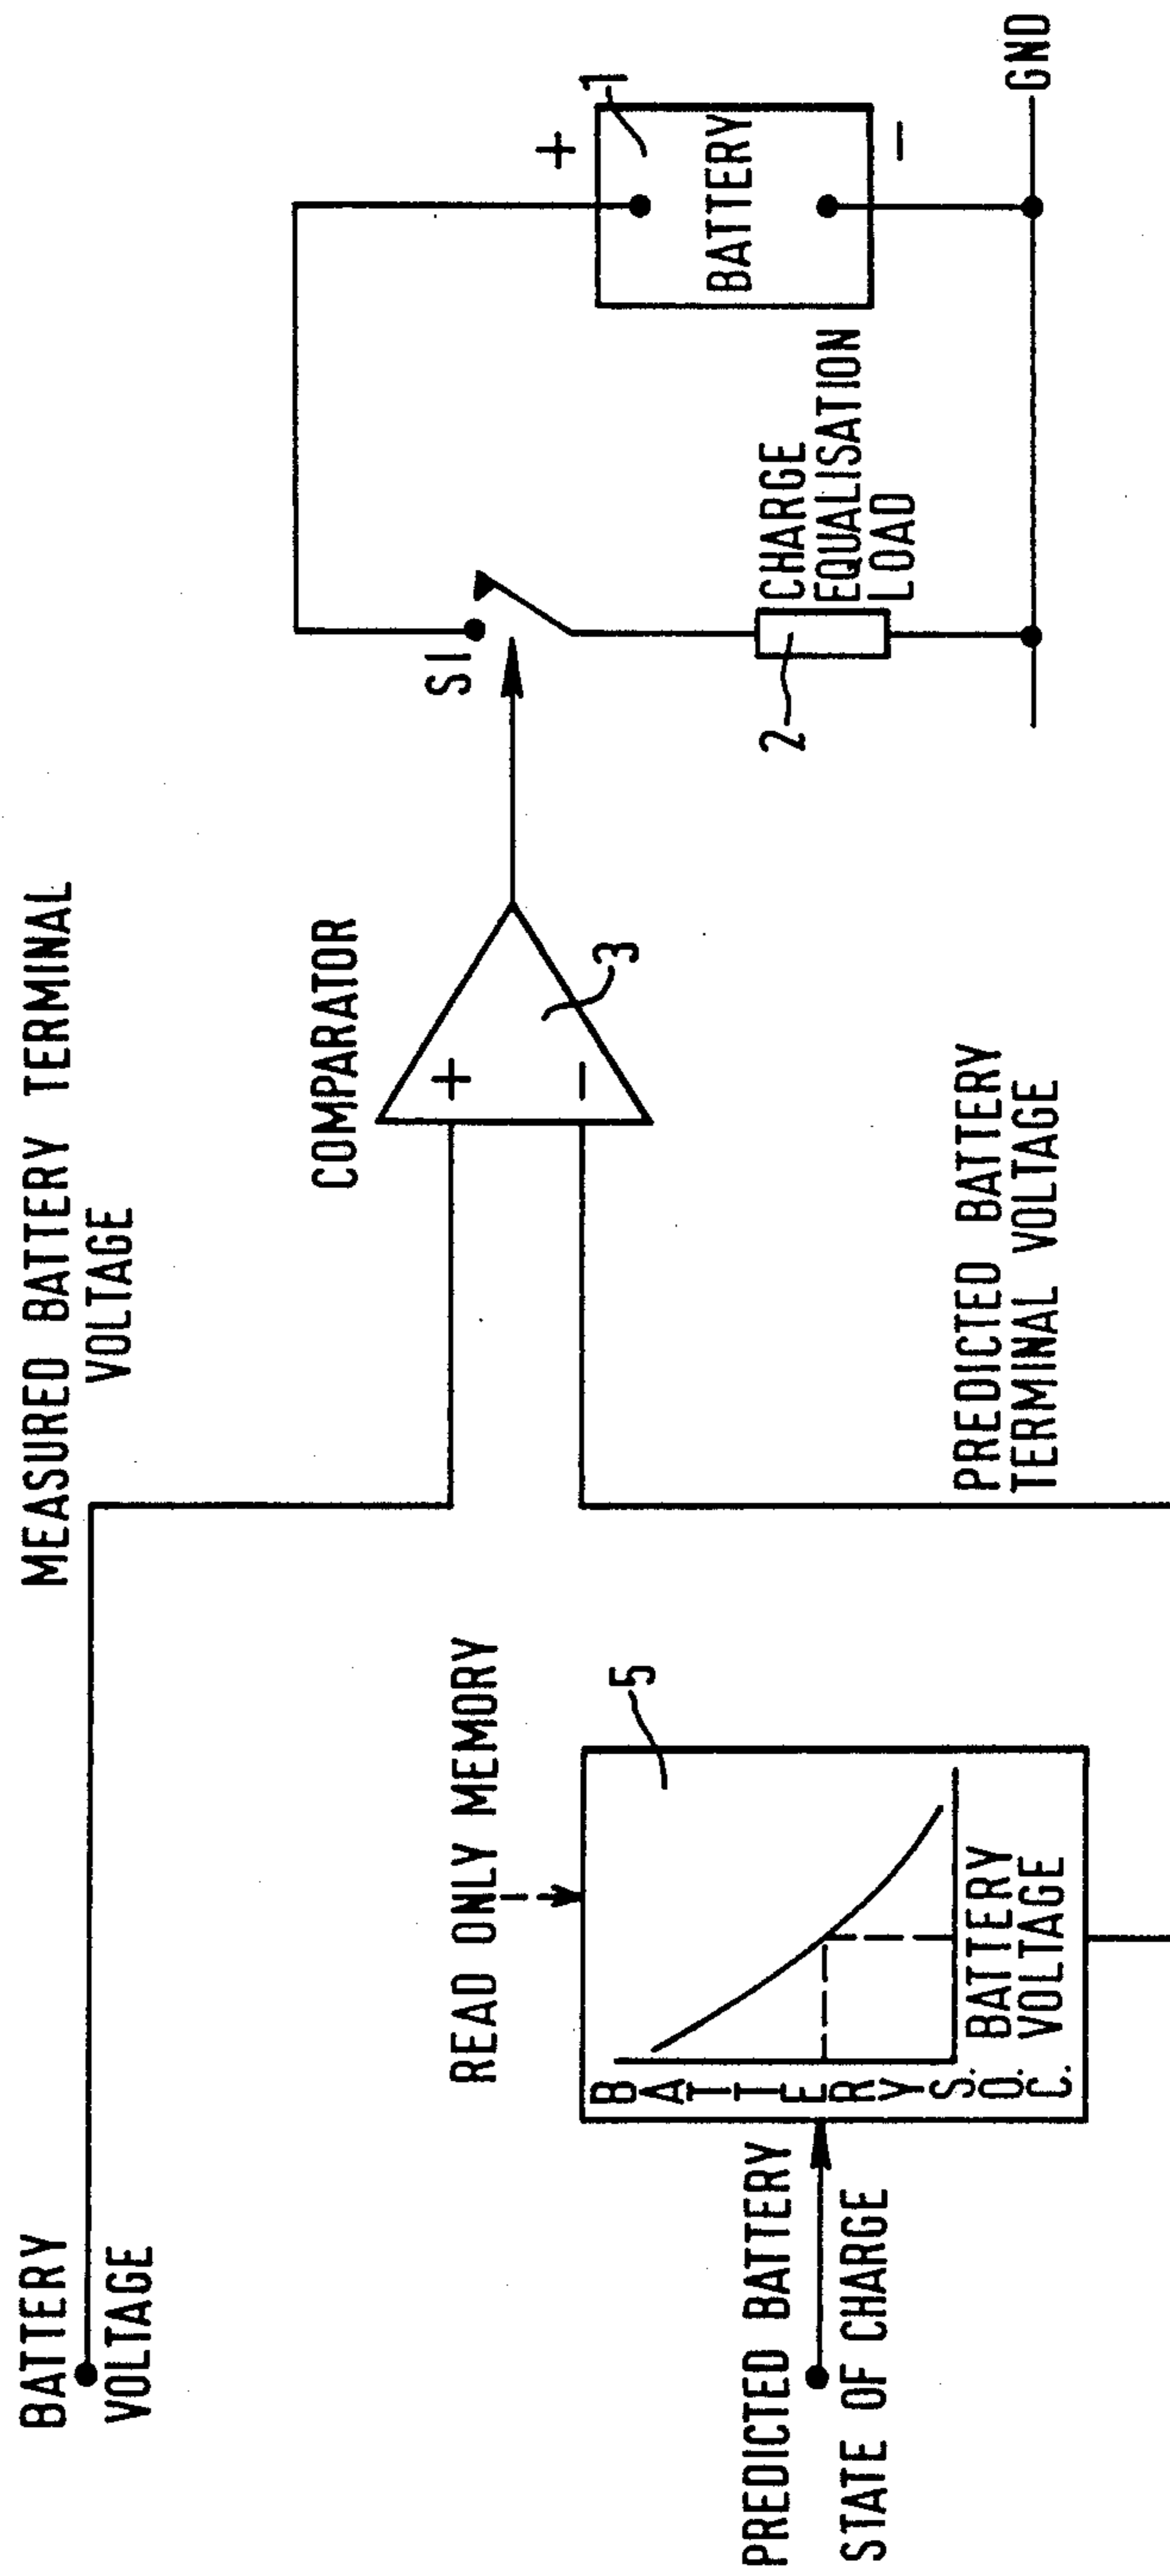 BATTERY
VOLTAGE
MEASURED BATTERY TERMINAL
VOLTAGE
READ ONLY MEMORY
5
BATTERY S.O.C.
BATTERY
VOLTAGE
PREDICTED BATTERY
STATE OF CHARGE
COMPARATOR
+
-
3
PREDICTED BATTERY
TERMINAL VOLTAGE
S1
2
CHARGE
EQUALISATION
LOAD
+
1
BATTERY
-
GND